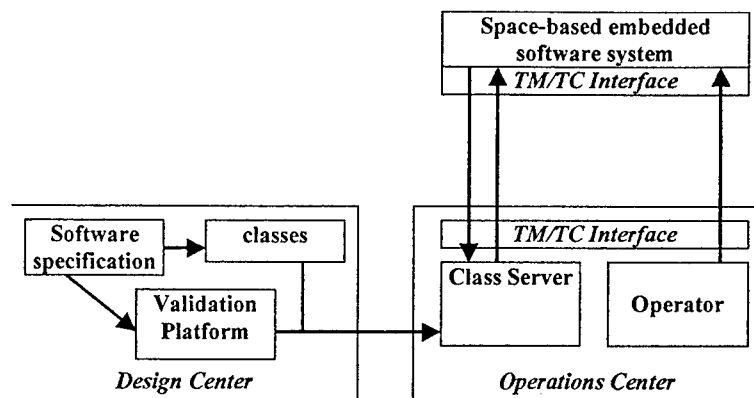 Space-based embedded
software system
TM/TC Interface
Software
specification
classes
Validation
Platform
Design Center
TM/TC Interface
Class Server
Operator
Operations Center